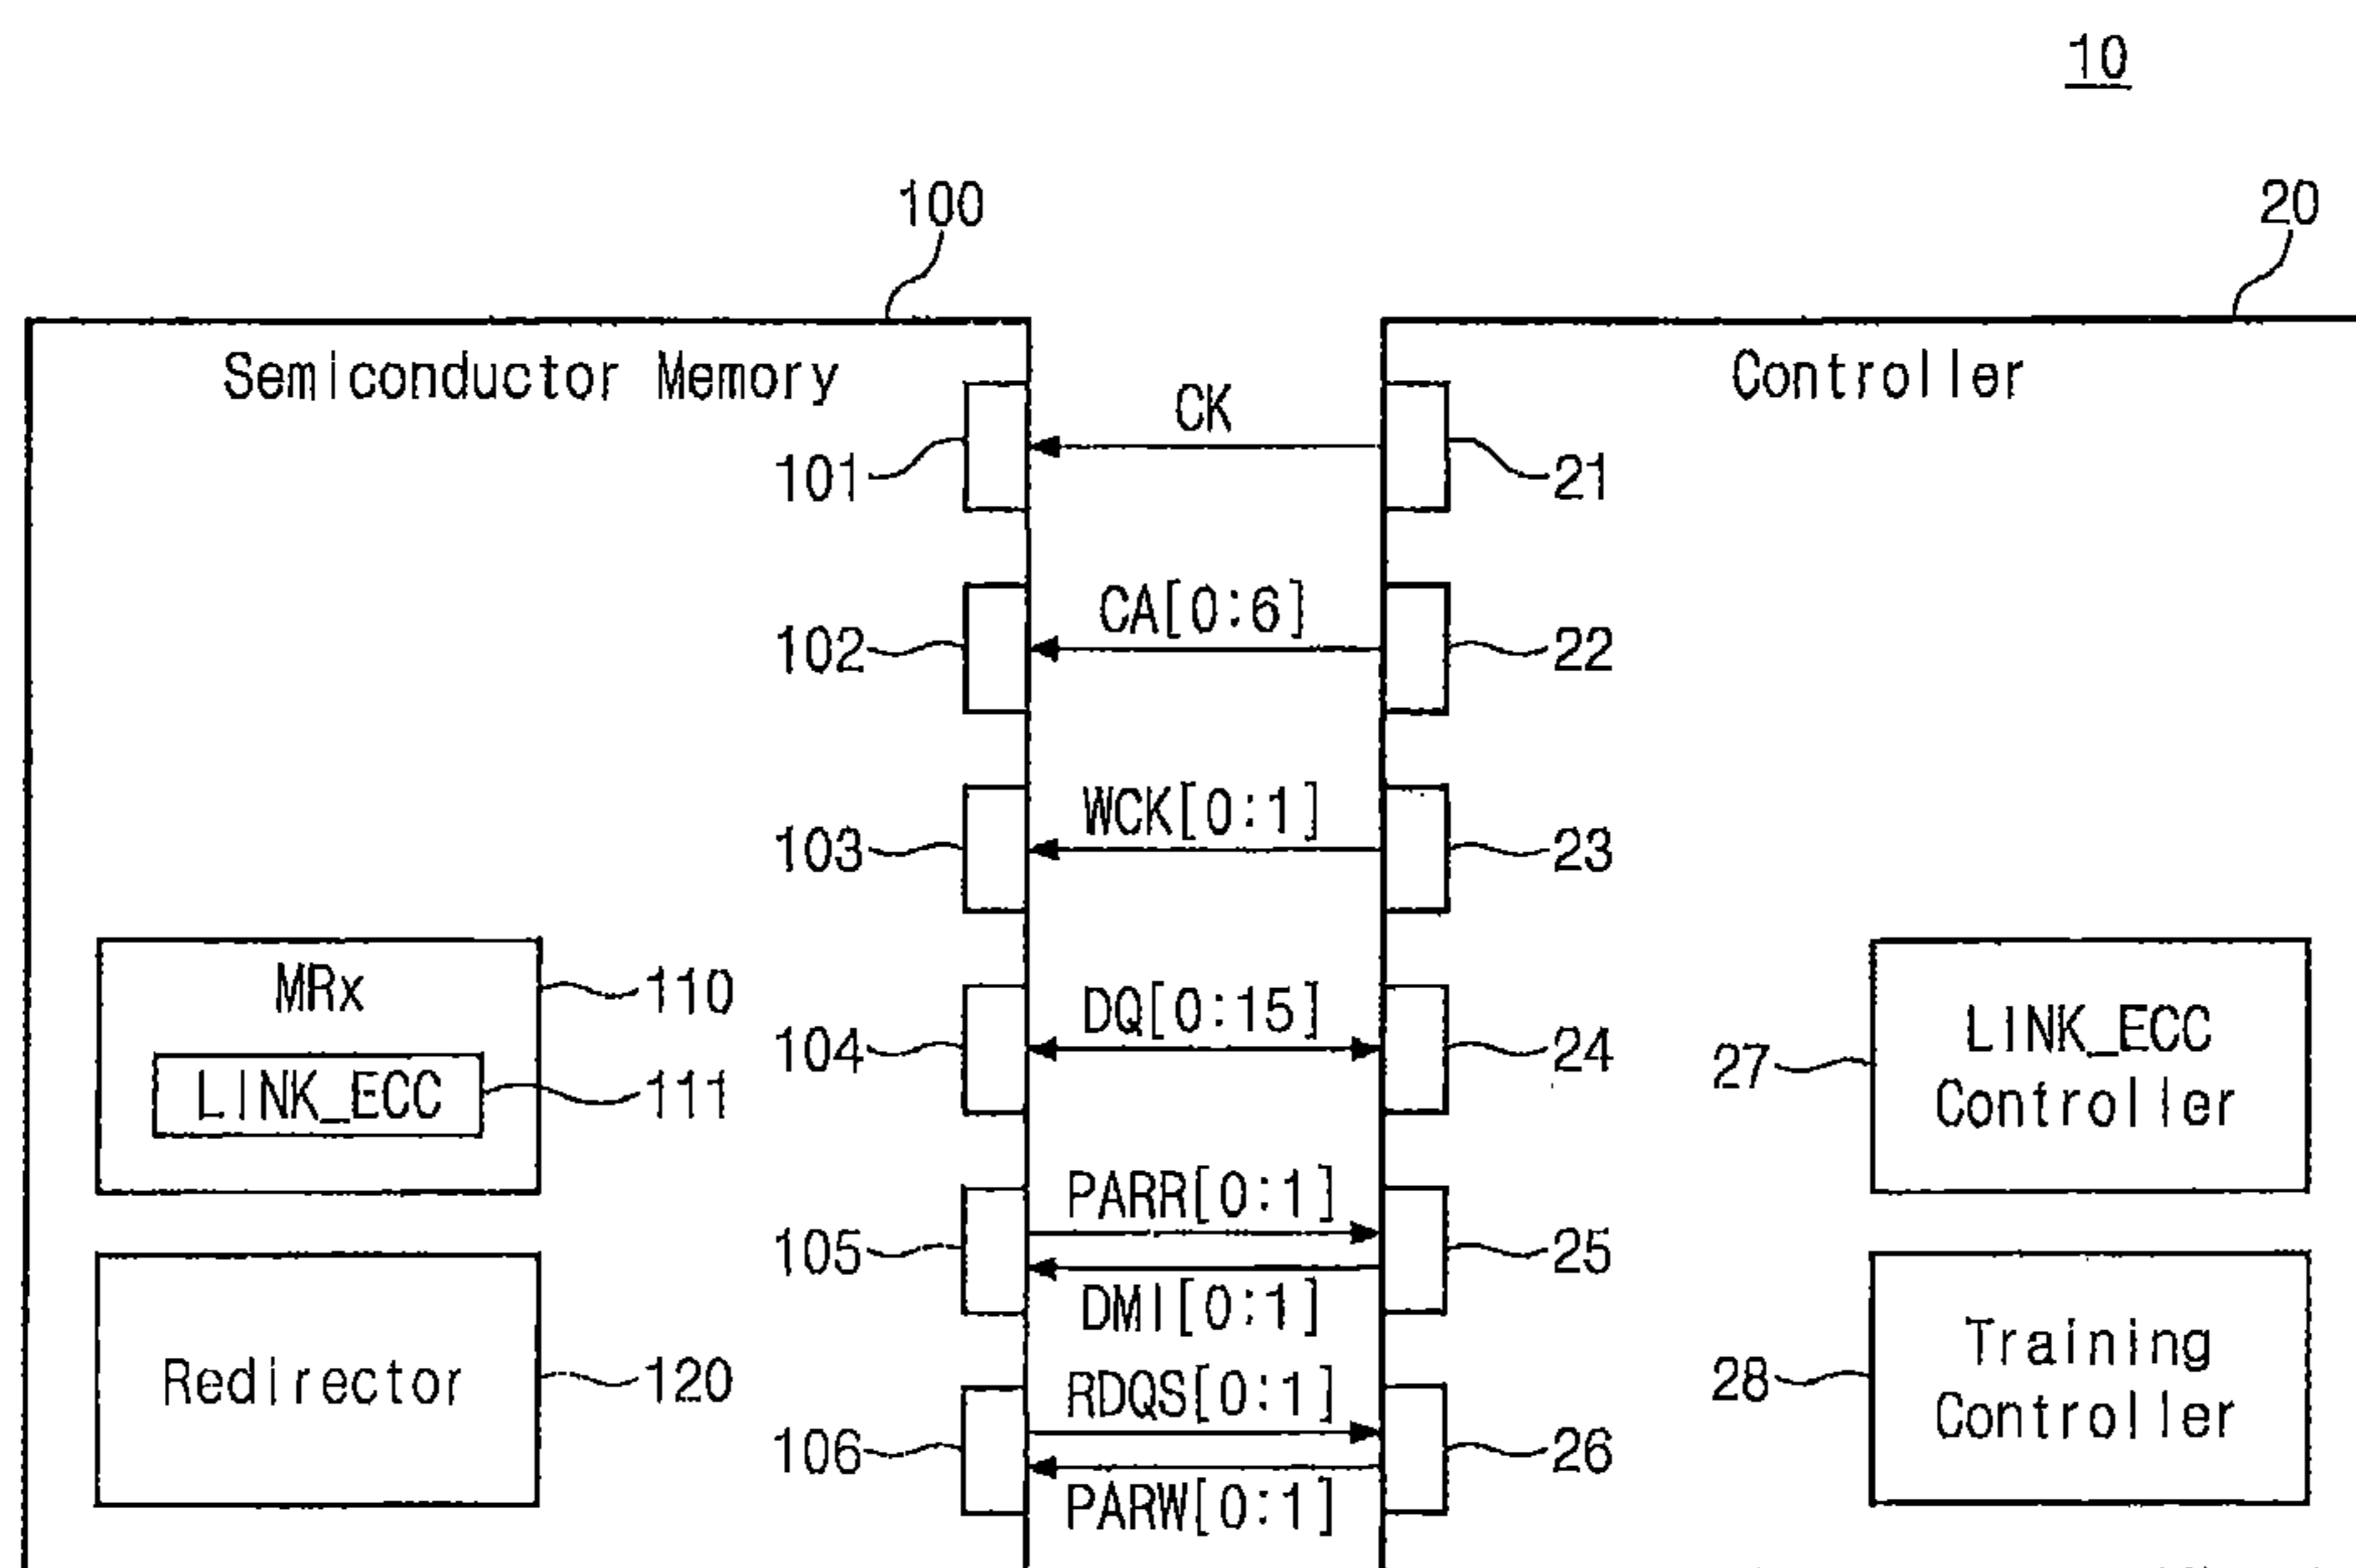 10
100
20
Semiconductor Memory
Controller
CK
101
21
CA[0:6]
102
22
WCK[0:1]
103
23
MRx
110
DQ[0:15]
LINK_ECC
Controller
104
24
27
LINK_ECC
111
PARR[0:1]
105
25
DMI[0:1]
Redirector
120
RDQS[0:1]
28
Training
Controller
106
26
PARW[0:1]